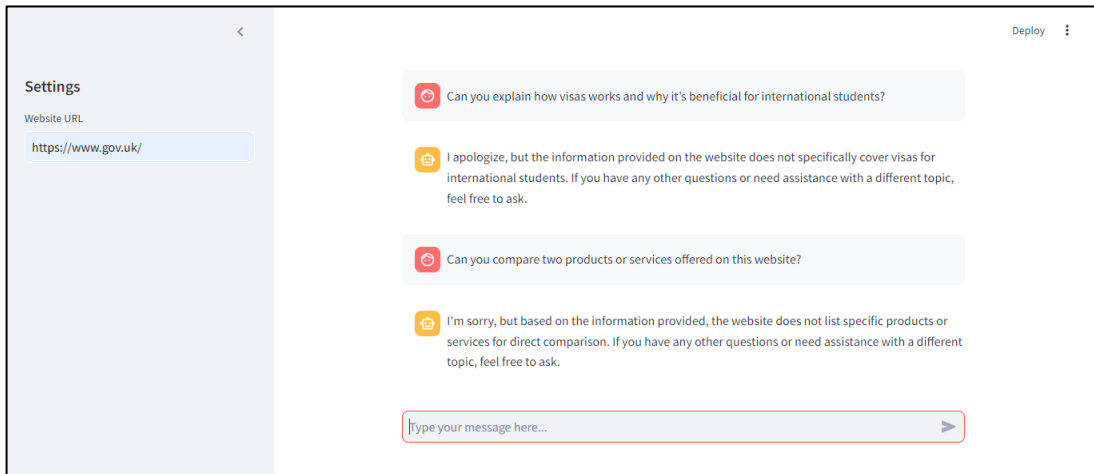 Deploy
Settings
Website URL
https://www.gov.uk/
Can you explain how visas works and why it's beneficial for international students?
I apologize, but the information provided on the website does not specifically cover visas for
international students. If you have any other questions or need assistance with a different topic,
feel free to ask.
Can you compare two products or services offered on this website?
I'm sorry, but based on the information provided, the website does not list specific products or
services for direct comparison. If you have any other questions or need assistance with a different
topic, feel free to ask.
Type your message here...